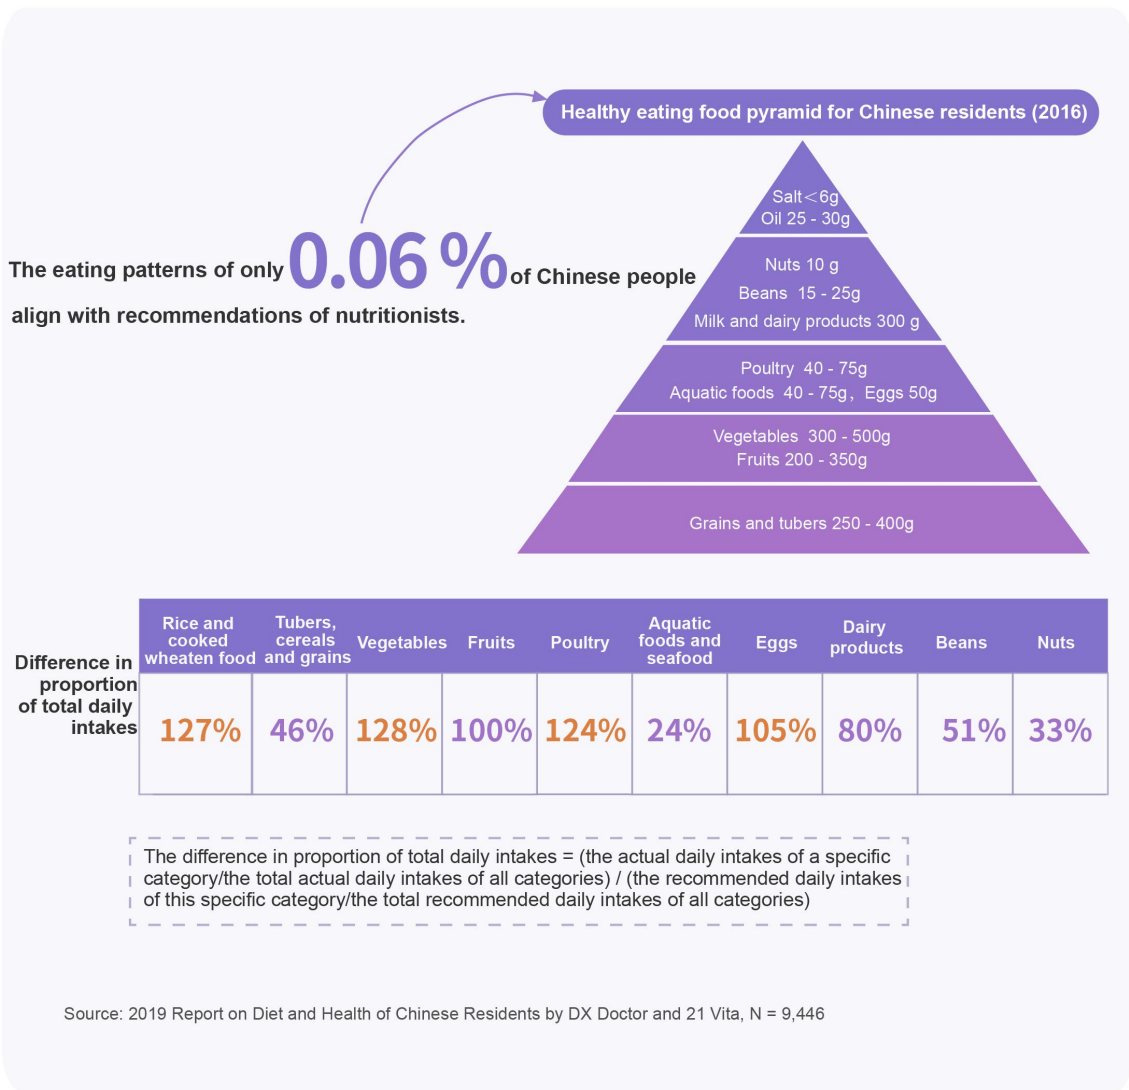 Healthy eating food pyramid for Chinese residents (2016)
Salt＜6g
Oil 25 - 30g
The eating patterns of only 0.06 % of Chinese people
align with recommendations of nutritionists.
Nuts 10 g
Beans 15 - 25g
Milk and dairy products 300 g
Poultry 40 - 75g
Aquatic foods 40 - 75g, Eggs 50g
Vegetables 300 - 500g
Fruits 200 - 350g
Grains and tubers 250 - 400g
Difference in
proportion
of total daily
intakes
Rice and
cooked
wheaten food
Tubers,
cereals
and grains
Vegetables
Fruits
Poultry
Aquatic
foods and
seafood
Eggs
Dairy
products
Beans
Nuts
127% 46% 128% 100% 124% 24% 105% 80% 51% 33%
The difference in proportion of total daily intakes = (the actual daily intakes of a specific
category/the total actual daily intakes of all categories) / (the recommended daily intakes
of this specific category/the total recommended daily intakes of all categories)
Source: 2019 Report on Diet and Health of Chinese Residents by DX Doctor and 21 Vita, N = 9,446